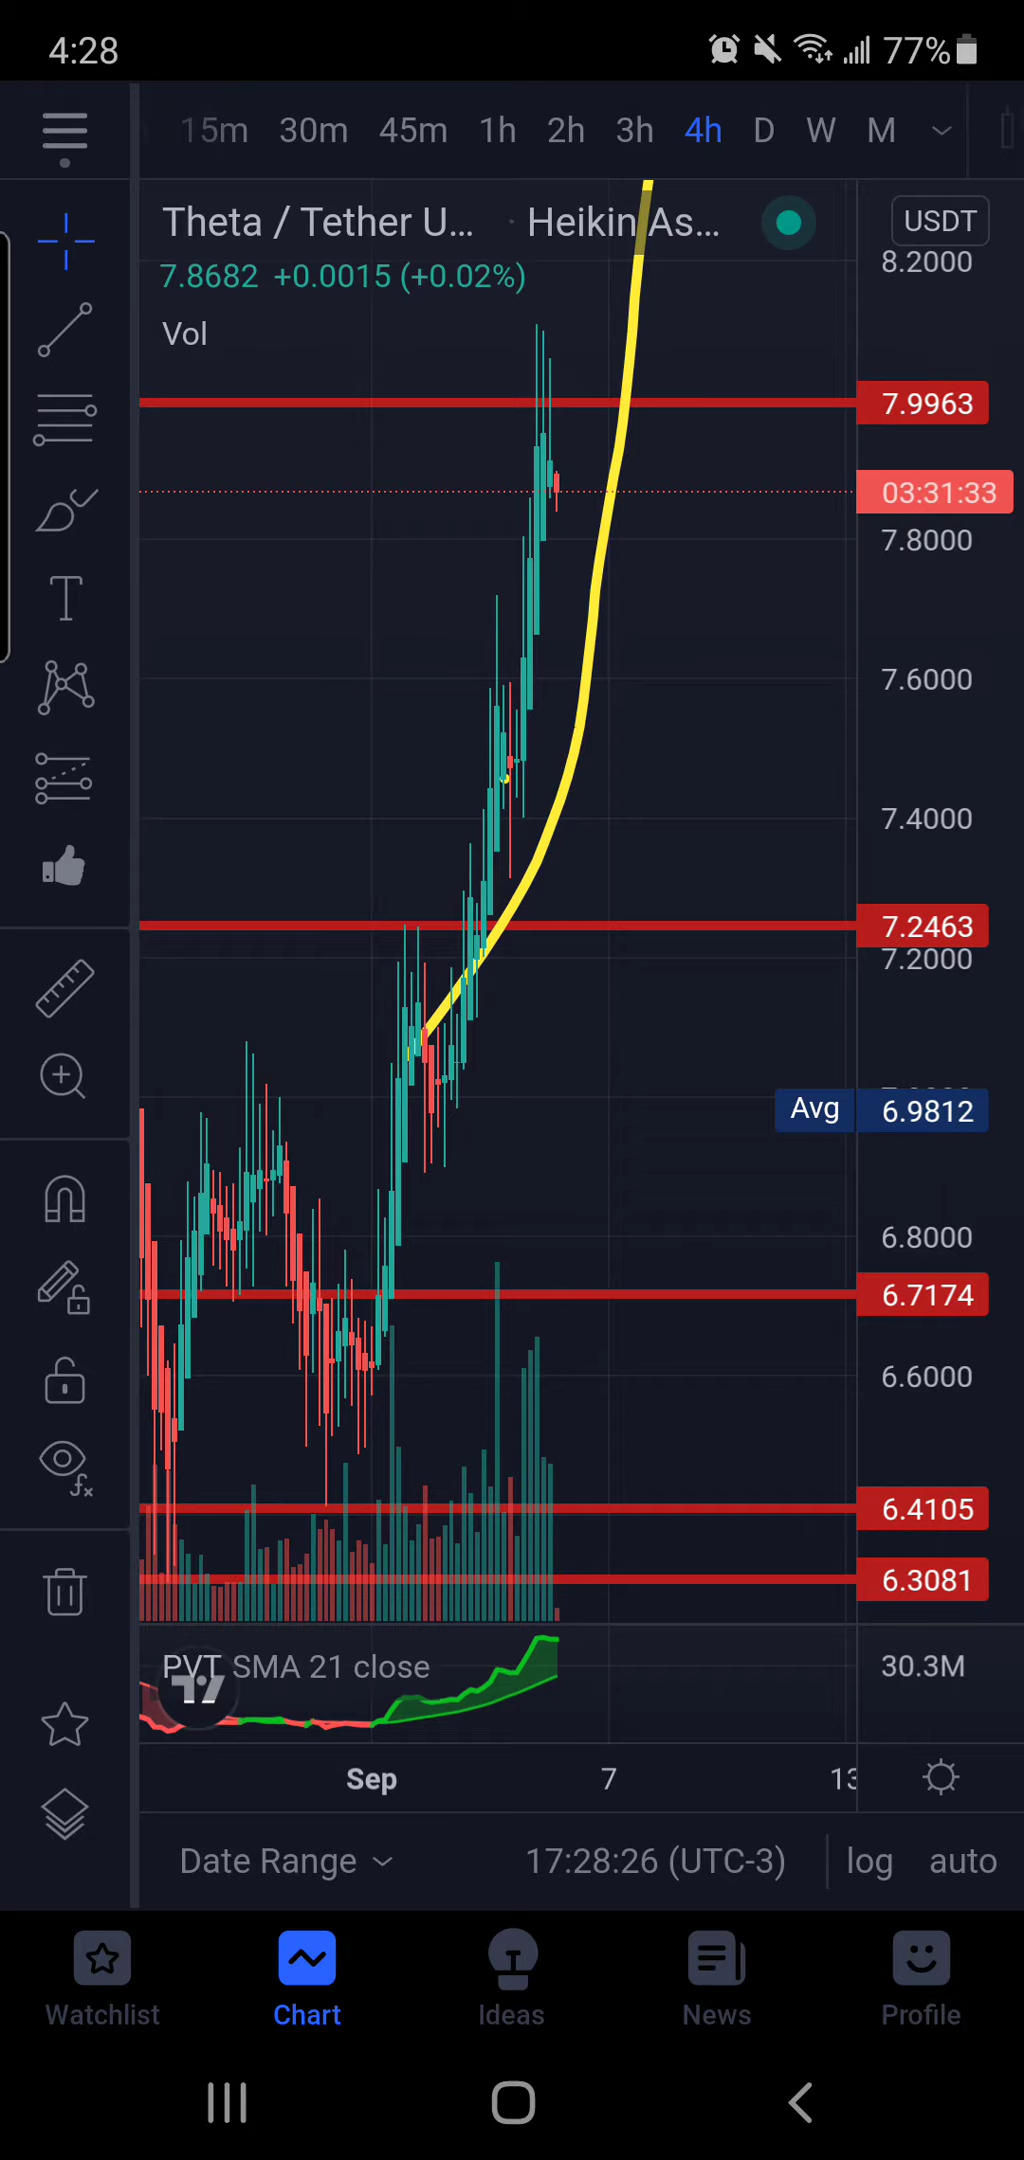 4:28 77%
15m 30m 45m 1h 2h 3h 4h D W M
Theta / Tether U... · Heikin As... USDT
8.2000
7.8682 +0.0015 (+0.02%)
Vol
7.9963
03:31:33
7.8000
7.6000
7.4000
7.2463
7.2000
Avg 6.9812
6.8000
6.7174
6.6000
6.4105
6.3081
PVT SMA 21 close 30.3M
Sep 7 13
Date Range 17:28:26 (UTC-3) log auto
Watchlist Chart Ideas News Profile